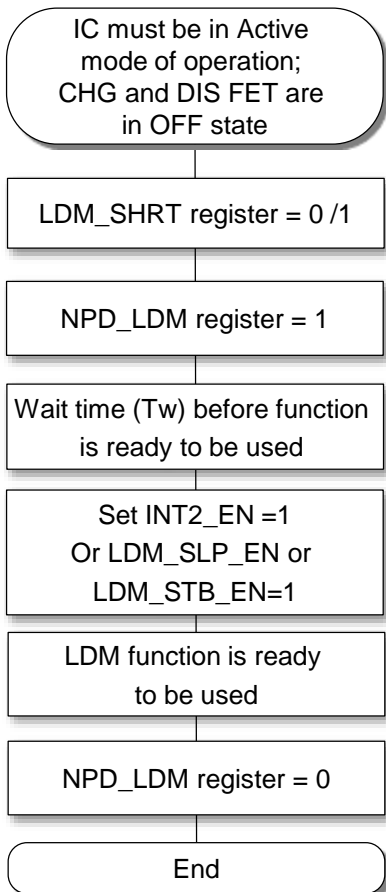 IC must be in Active
mode of operation;
CHG and DIS FET are
in OFF state
LDM_SHRT register = 0 /1
NPD_LDM register = 1
Wait time (Tw) before function
is ready to be used
Set INT2_EN =1
Or LDM_SLP_EN or
LDM_STB_EN=1
LDM function is ready
to be used
NPD_LDM register = 0
End